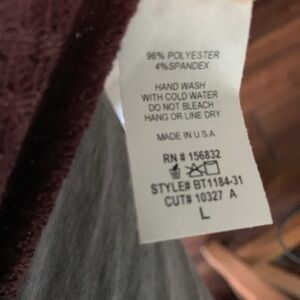 96% POLYESTER
4% SPANDEX
HAND WASH
WITH COLD WATER
DO NOT BLEACH
HANG OR LINE DRY
MADE IN U.S.A.
RN # 156832
STYLE# BT1184-31
CUT# 10327 A
L